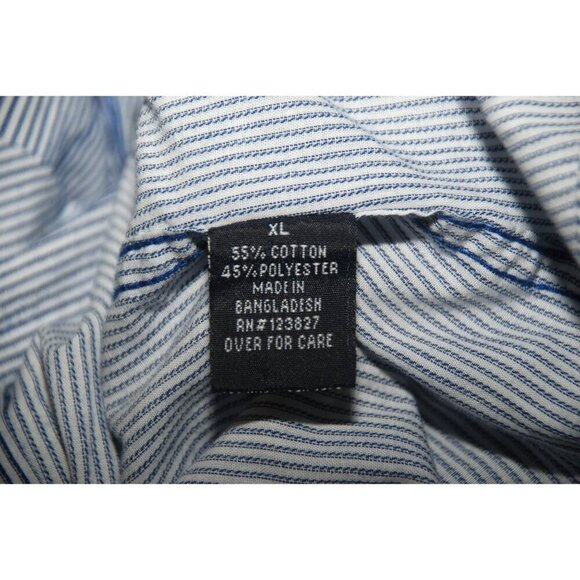 XL
55% COTTON
45% POLYESTER
MADE IN
BANGLADESH
RN#123827
OVER FOR CARE